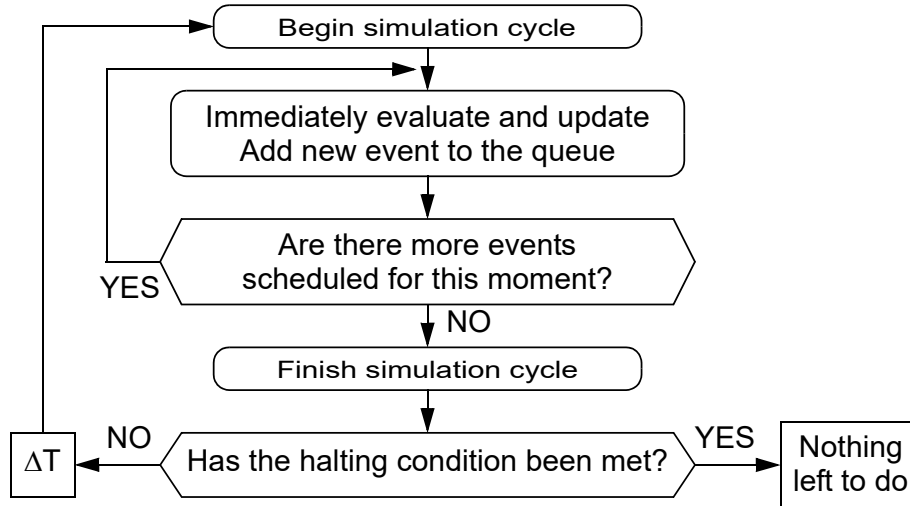 Begin simulation cycle
Immediately evaluate and update
Add new event to the queue
Are there more events
scheduled for this moment?
YES
NO
Finish simulation cycle
NO
YES
ΔT
Has the halting condition been met?
Nothing
left to do